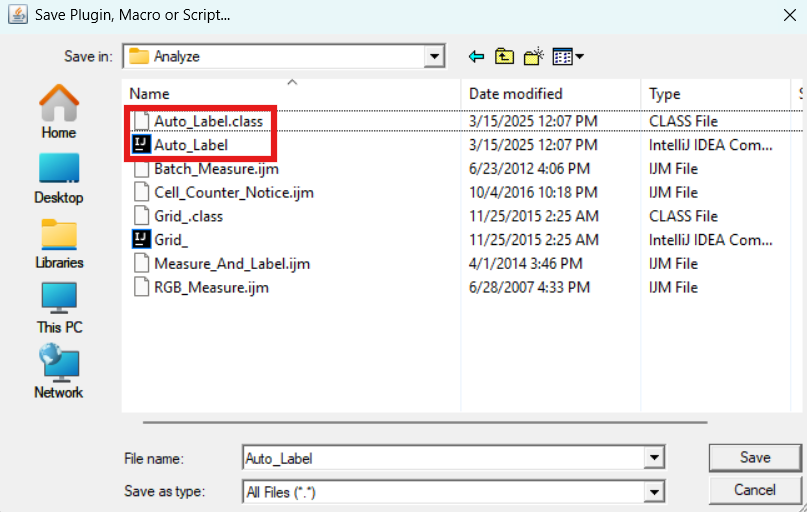 Save Plugin, Macro or Script...
Save in: Analyze
Name Date modified Type S
Auto_Label.class 3/15/2025 12:07 PM CLASS File
IJ Auto_Label 3/15/2025 12:07 PM IntelliJ IDEA Com...
Batch_Measure.ijm 6/23/2012 4:06 PM IJM File
Cell_Counter_Notice.ijm 10/4/2016 10:18 PM IJM File
Grid_.class 11/25/2015 2:25 AM CLASS File
IJ Grid_ 11/25/2015 2:25 AM IntelliJ IDEA Com...
Measure_And_Label.ijm 4/1/2014 3:46 PM IJM File
RGB_Measure.ijm 6/28/2007 4:33 PM IJM File
Home
Desktop
Libraries
This PC
Network
File name: Auto_Label Save
Save as type: All Files (*.*) Cancel